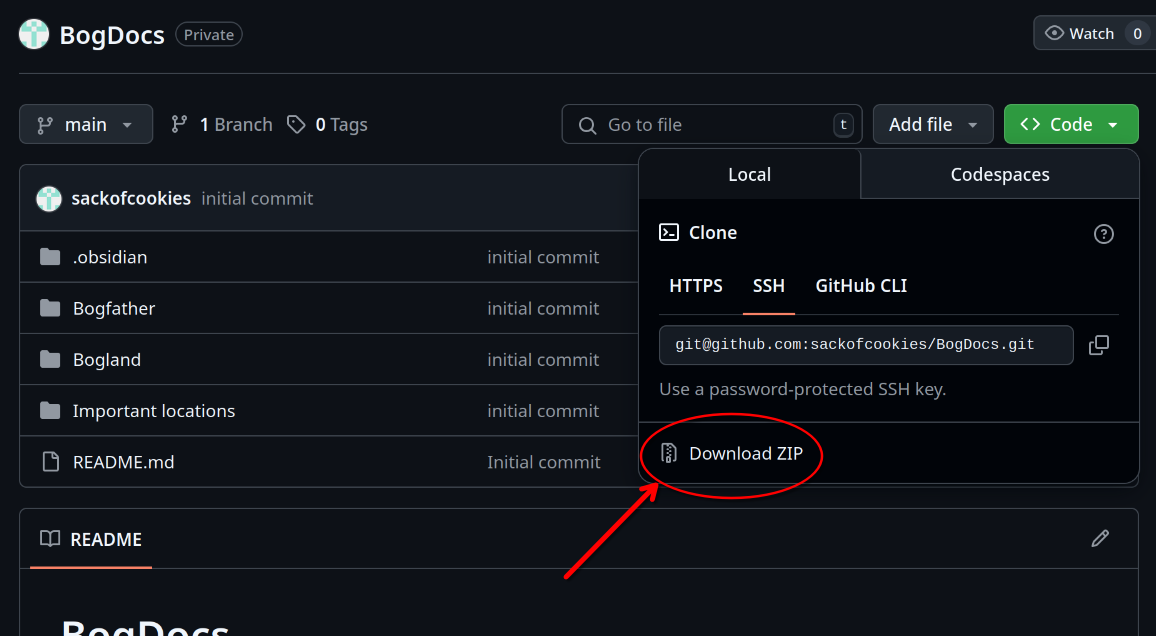 BogDocs Private Watch 0
main 1 Branch 0 Tags Go to file t Add file Code
Local Codespaces
sackofcookies initial commit
Clone
.obsidian initial commit
HTTPS SSH GitHub CLI
Bogfather initial commit
git@github.com:sackofcookies/BogDocs.git
Bogland initial commit
Use a password-protected SSH key.
Important locations initial commit
Download ZIP
README.md Initial commit
README
BogDocs